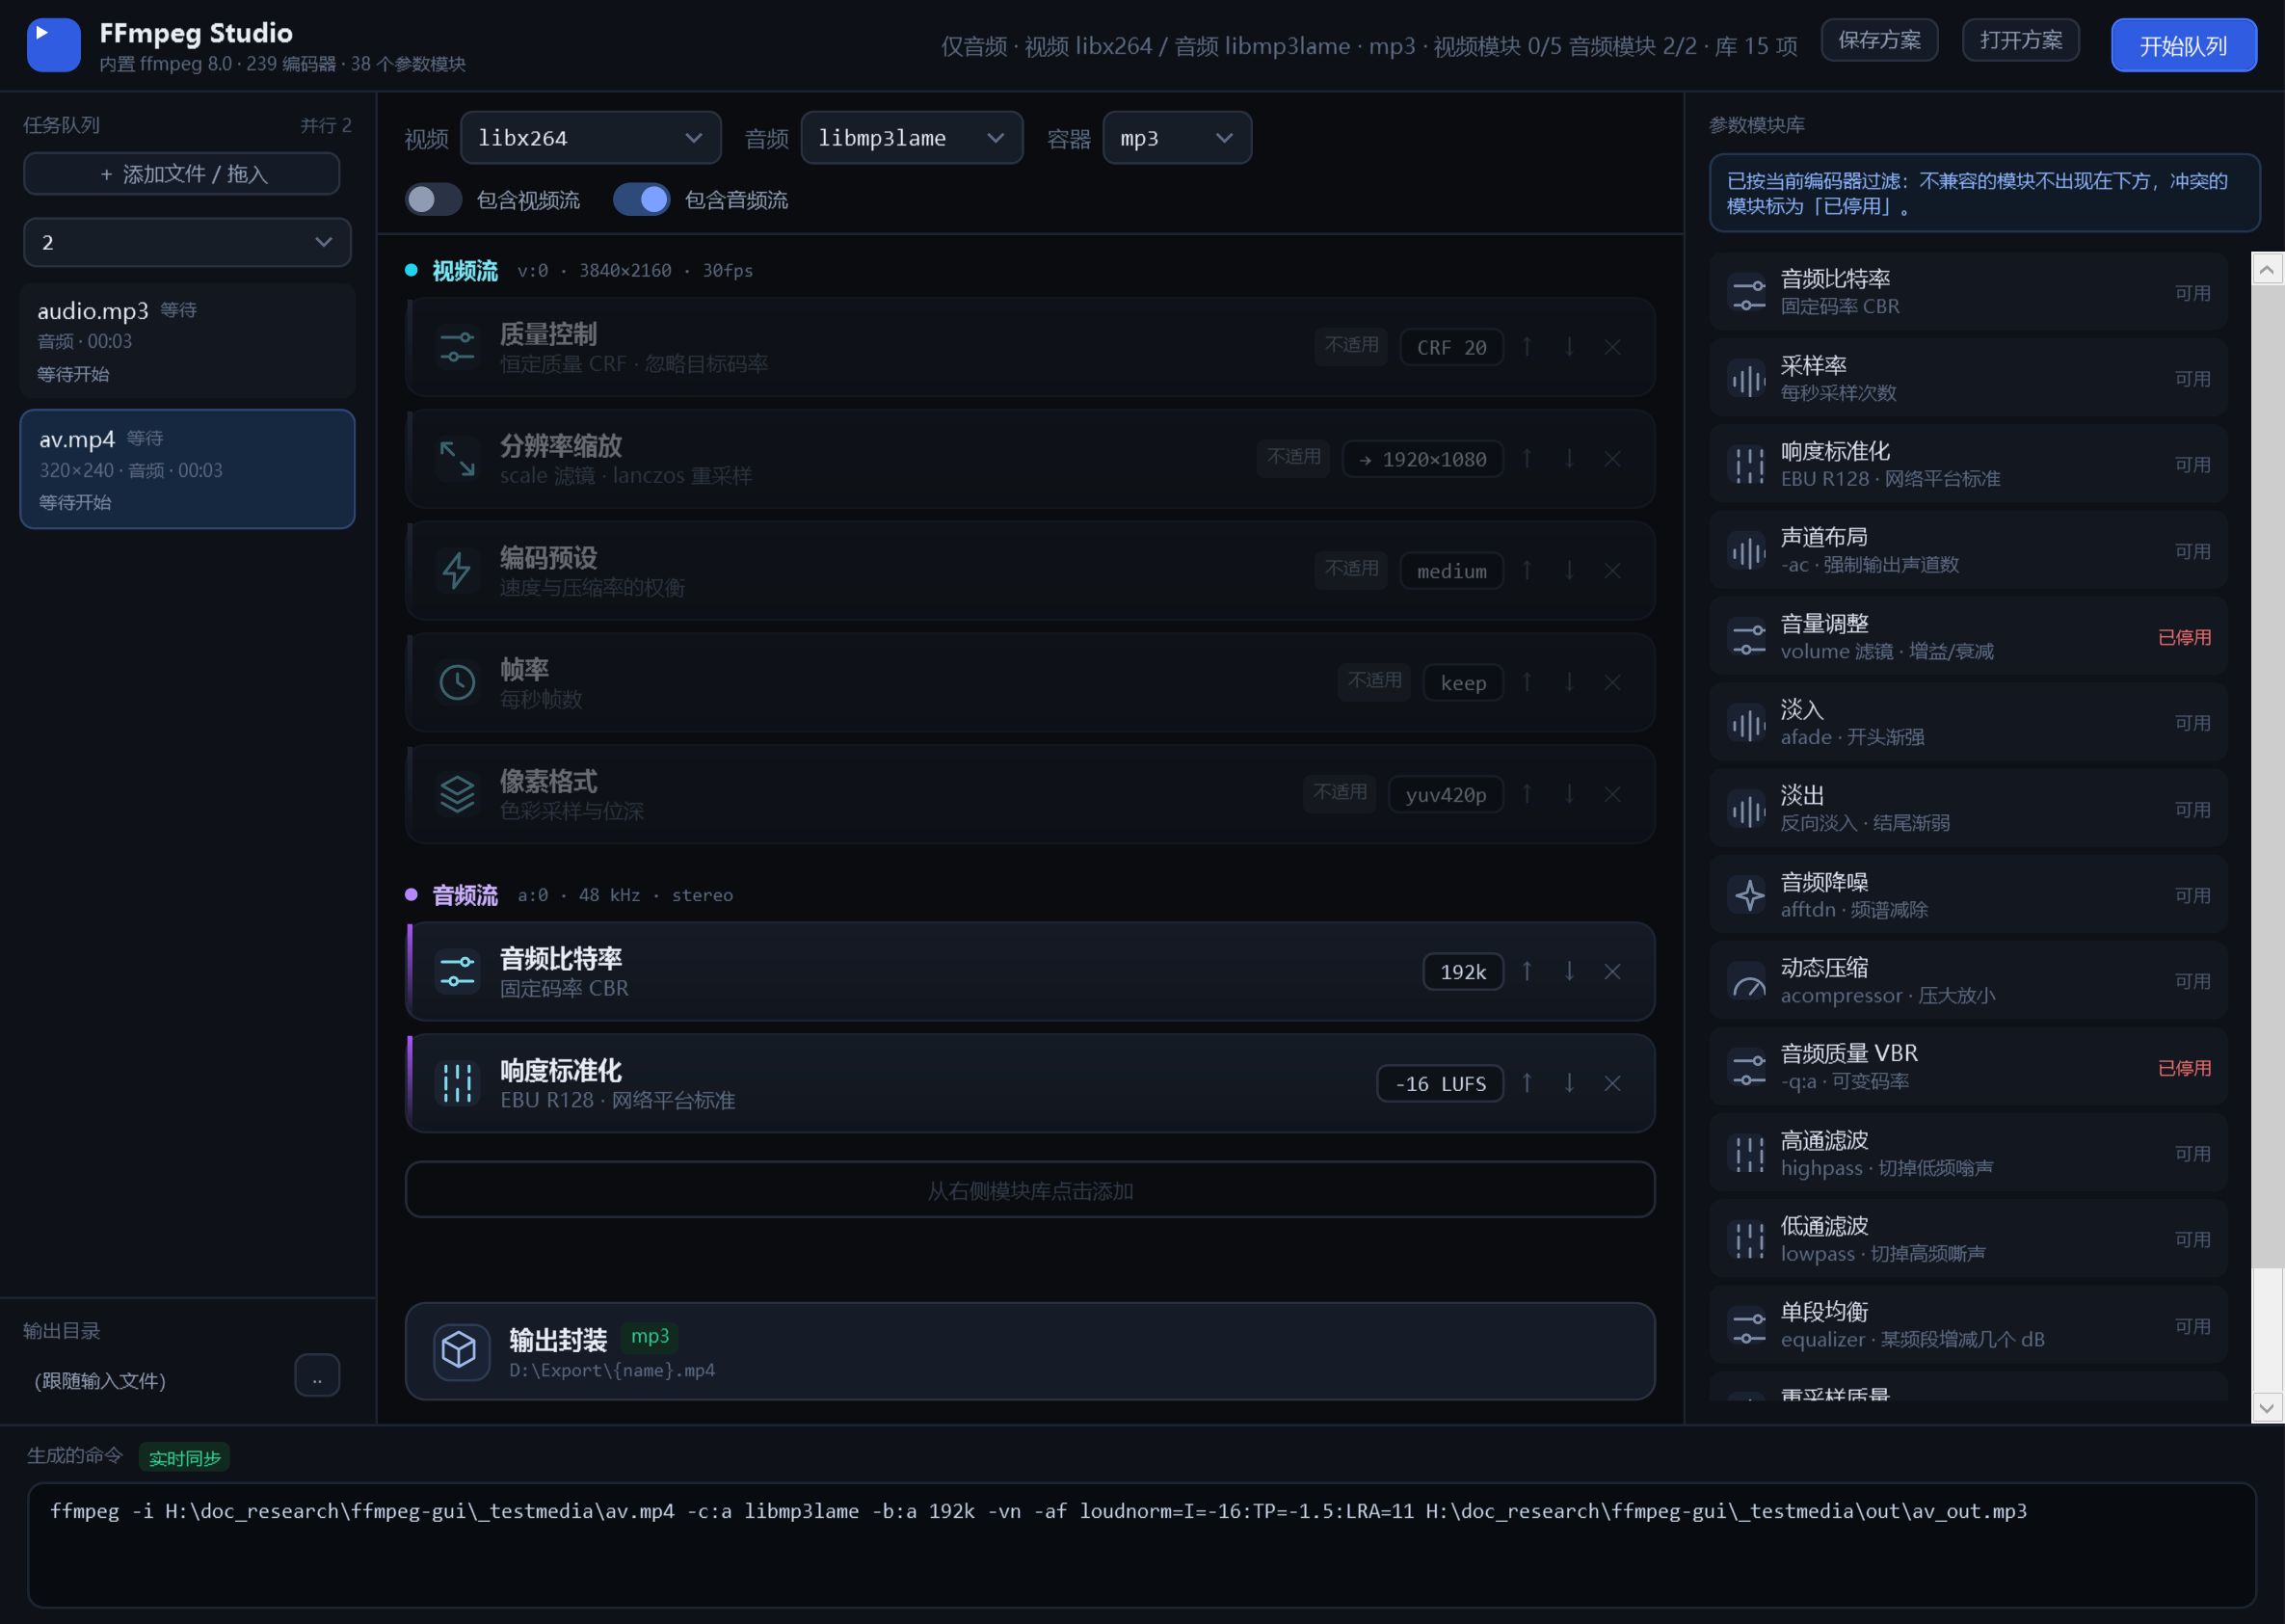 FFmpeg Studio
内置 ffmpeg 8.0 · 239 编码器 · 38 个参数模块
仅音频 · 视频 libx264 / 音频 libmp3lame · mp3 · 视频模块 0/5 音频模块 2/2 · 库 15 项
保存方案
打开方案
开始队列
任务队列
并行 2
+ 添加文件 / 拖入
2
audio.mp3 等待
音频 · 00:03
等待开始
av.mp4 等待
320×240 · 音频 · 00:03
等待开始
输出目录
(跟随输入文件)
..
视频
libx264
音频
libmp3lame
容器
mp3
包含视频流
包含音频流
视频流 v:0 · 3840×2160 · 30fps
质量控制
恒定质量 CRF · 忽略目标码率
不适用
CRF 20
↑ ↓ ×
分辨率缩放
scale 滤镜 · lanczos 重采样
不适用
→ 1920×1080
↑ ↓ ×
编码预设
速度与压缩率的权衡
不适用
medium
↑ ↓ ×
帧率
每秒帧数
不适用
keep
↑ ↓ ×
像素格式
色彩采样与位深
不适用
yuv420p
↑ ↓ ×
音频流 a:0 · 48 kHz · stereo
音频比特率
固定码率 CBR
192k
↑ ↓ ×
响度标准化
EBU R128 · 网络平台标准
-16 LUFS
↑ ↓ ×
从右侧模块库点击添加
输出封装 mp3
D:\Export\{name}.mp4
参数模块库
已按当前编码器过滤：不兼容的模块不出现在下方，冲突的
模块标为「已停用」。
音频比特率
固定码率 CBR
可用
采样率
每秒采样次数
可用
响度标准化
EBU R128 · 网络平台标准
可用
声道布局
-ac · 强制输出声道数
可用
音量调整
volume 滤镜 · 增益/衰减
已停用
淡入
afade · 开头渐强
可用
淡出
反向淡入 · 结尾渐弱
可用
音频降噪
afftdn · 频谱减除
可用
动态压缩
acompressor · 压大放小
可用
音频质量 VBR
-q:a · 可变码率
已停用
高通滤波
highpass · 切掉低频嗡声
可用
低通滤波
lowpass · 切掉高频嘶声
可用
单段均衡
equalizer · 某频段增减几个 dB
可用
重采样质量
生成的命令
实时同步
ffmpeg -i H:\doc_research\ffmpeg-gui\_testmedia\av.mp4 -c:a libmp3lame -b:a 192k -vn -af loudnorm=I=-16:TP=-1.5:LRA=11 H:\doc_research\ffmpeg-gui\_testmedia\out\av_out.mp3